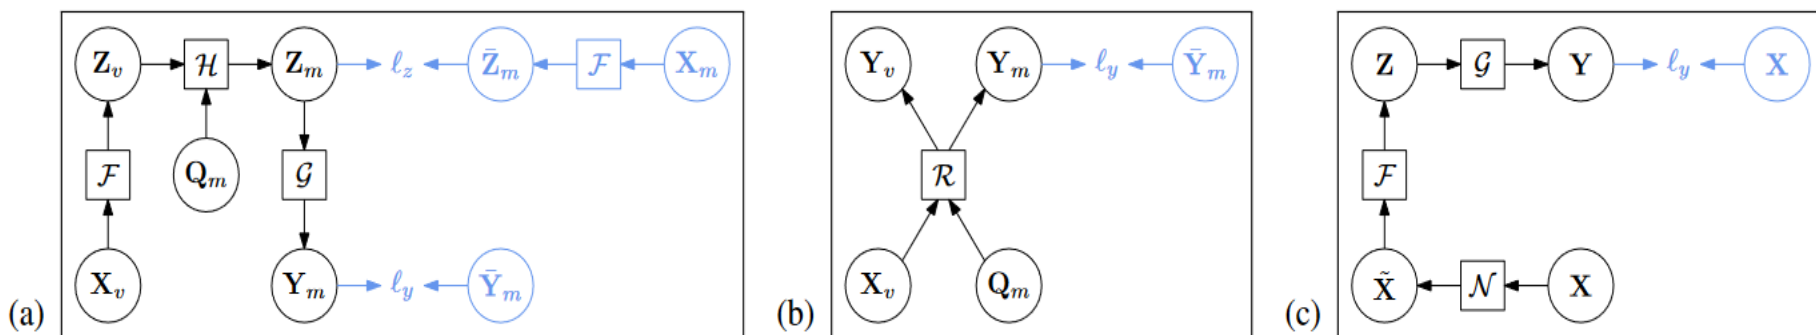 Z_v H Z_m ℓ_z Z̄_m F X_m
F Q_m G
(a) X_v Y_m ℓ_y Ȳ_m
Y_v Y_m ℓ_y Ȳ_m
R
(b) X_v Q_m
Z G Y ℓ_y X
F
(c) X̃ N X